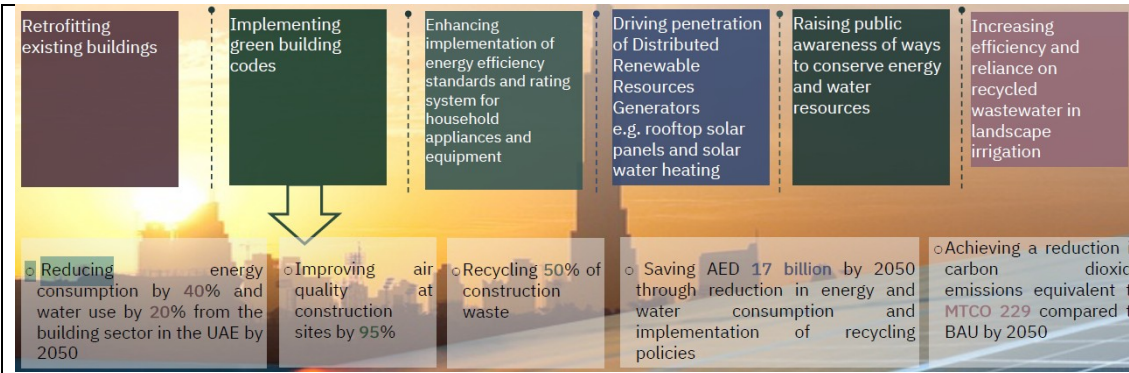 Retrofitting
existing buildings
Implementing
green building
codes
Enhancing
implementation of
energy efficiency
standards and rating
system for
household
appliances and
equipment
Driving penetration
of Distributed
Renewable
Resources
Generators
e.g. rooftop solar
panels and solar
water heating
Raising public
awareness of ways
to conserve energy
and water
resources
Increasing
efficiency and
reliance on
recycled
wastewater in
landscape
irrigation
○ Reducing energy
consumption by 40% and
water use by 20% from the
building sector in the UAE by
2050
○Improving air
quality at
construction
sites by 95%
○Recycling 50% of
construction
waste
○ Saving AED 17 billion by 2050
through reduction in energy and
water consumption and
implementation of recycling
policies
○Achieving a reduction
carbon
emissions equivalent
MTCO 229 compared
BAU by 2050